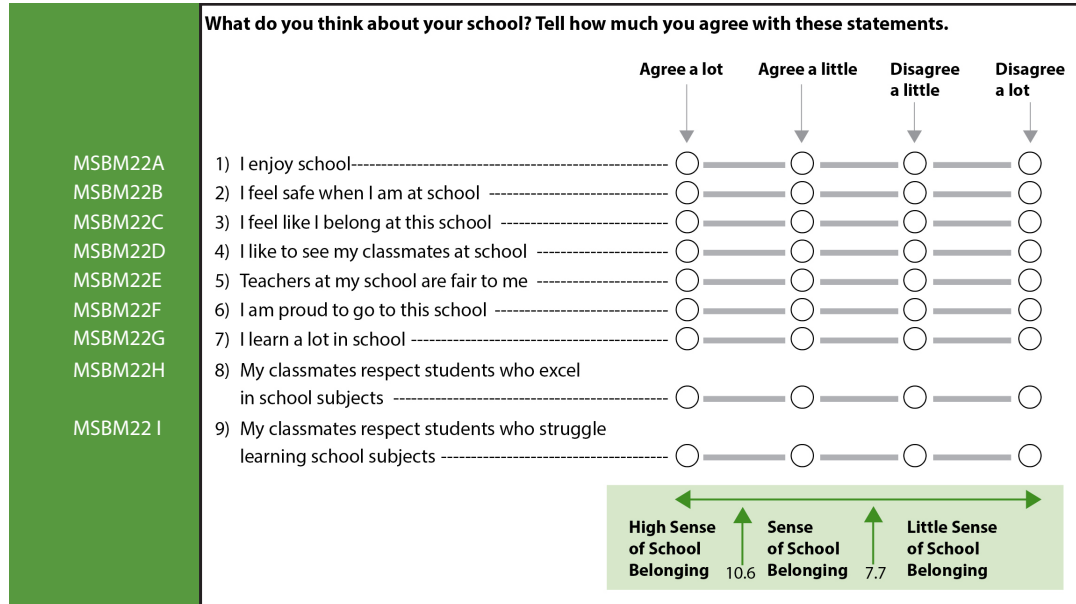 What do you think about your school? Tell how much you agree with these statements.
Agree a lot Agree a little Disagree a little Disagree a lot
MSBM22A 1) I enjoy school
MSBM22B 2) I feel safe when I am at school
MSBM22C 3) I feel like I belong at this school
MSBM22D 4) I like to see my classmates at school
MSBM22E 5) Teachers at my school are fair to me
MSBM22F 6) I am proud to go to this school
MSBM22G 7) I learn a lot in school
MSBM22H 8) My classmates respect students who excel
in school subjects
MSBM22 I 9) My classmates respect students who struggle
learning school subjects
High Sense
of School
Belonging
10.6
Sense
of School
Belonging
7.7
Little Sense
of School
Belonging